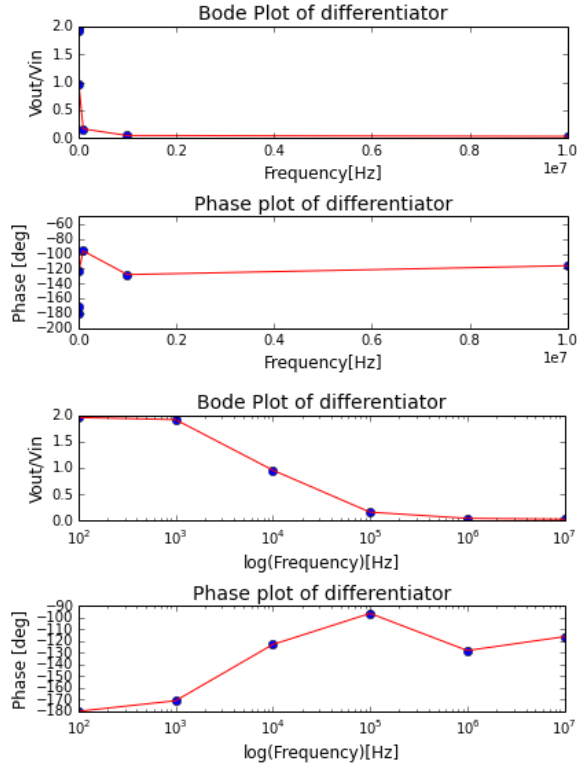 Bode Plot of differentiator
2.0
1.5
1.0
0.5
0.0
Vout/Vin
0.0 0.2 0.4 0.6 0.8 1.0
1e7
Frequency[Hz]
Phase plot of differentiator
−60
−80
−100
−120
−140
−160
−180
−200
Phase [deg]
0.0 0.2 0.4 0.6 0.8 1.0
1e7
Frequency[Hz]
Bode Plot of differentiator
2.0
1.5
1.0
0.5
0.0
Vout/Vin
10² 10³ 10⁴ 10⁵ 10⁶ 10⁷
log(Frequency)[Hz]
Phase plot of differentiator
−90
−100
−110
−120
−130
−140
−150
−160
−170
−180
Phase [deg]
10² 10³ 10⁴ 10⁵ 10⁶ 10⁷
log(Frequency)[Hz]